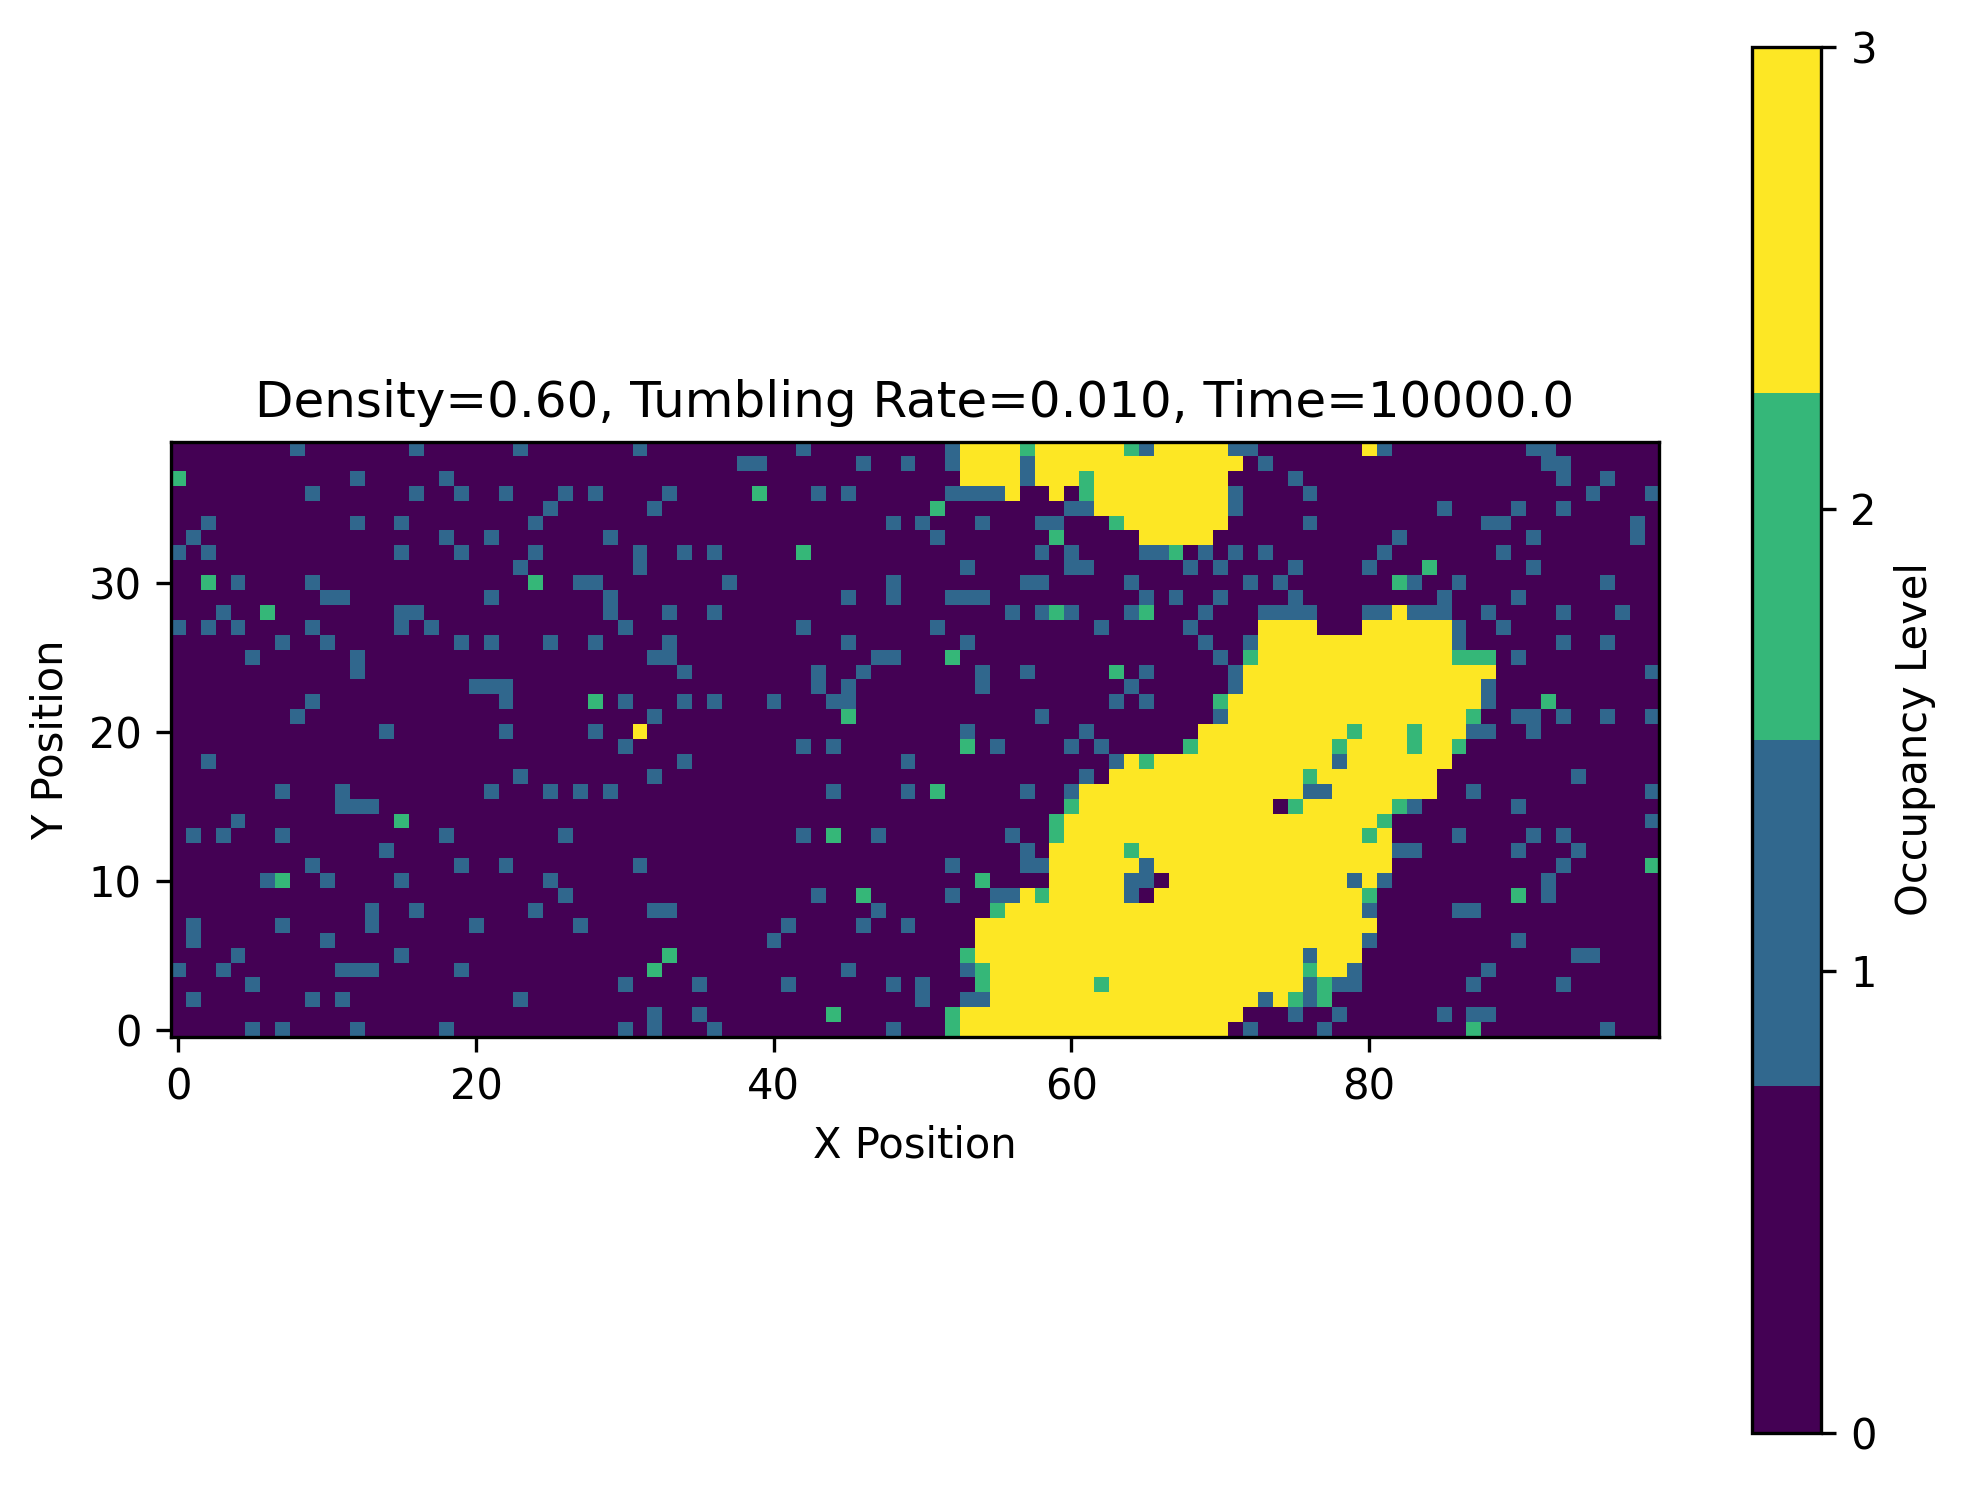 Density=0.60, Tumbling Rate=0.010, Time=10000.0
Y Position
30
20
10
0
0 20 40 60 80
X Position
3
2
1
0
Occupancy Level